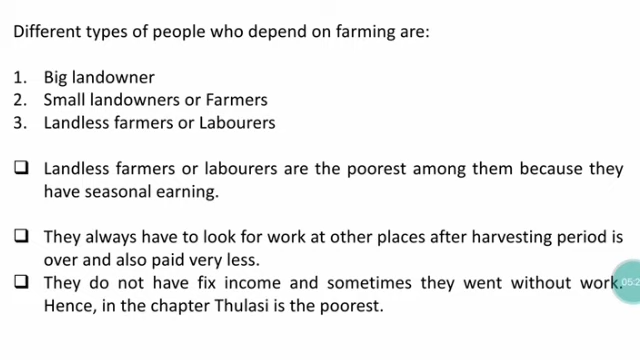 Different types of people who depend on farming are:
1. Big landowner
2. Small landowners or Farmers
3. Landless farmers or Labourers
❑ Landless farmers or labourers are the poorest among them because they
have seasonal earning.
❑ They always have to look for work at other places after harvesting period is
over and also paid very less.
❑ They do not have fix income and sometimes they went without work.
Hence, in the chapter Thulasi is the poorest.